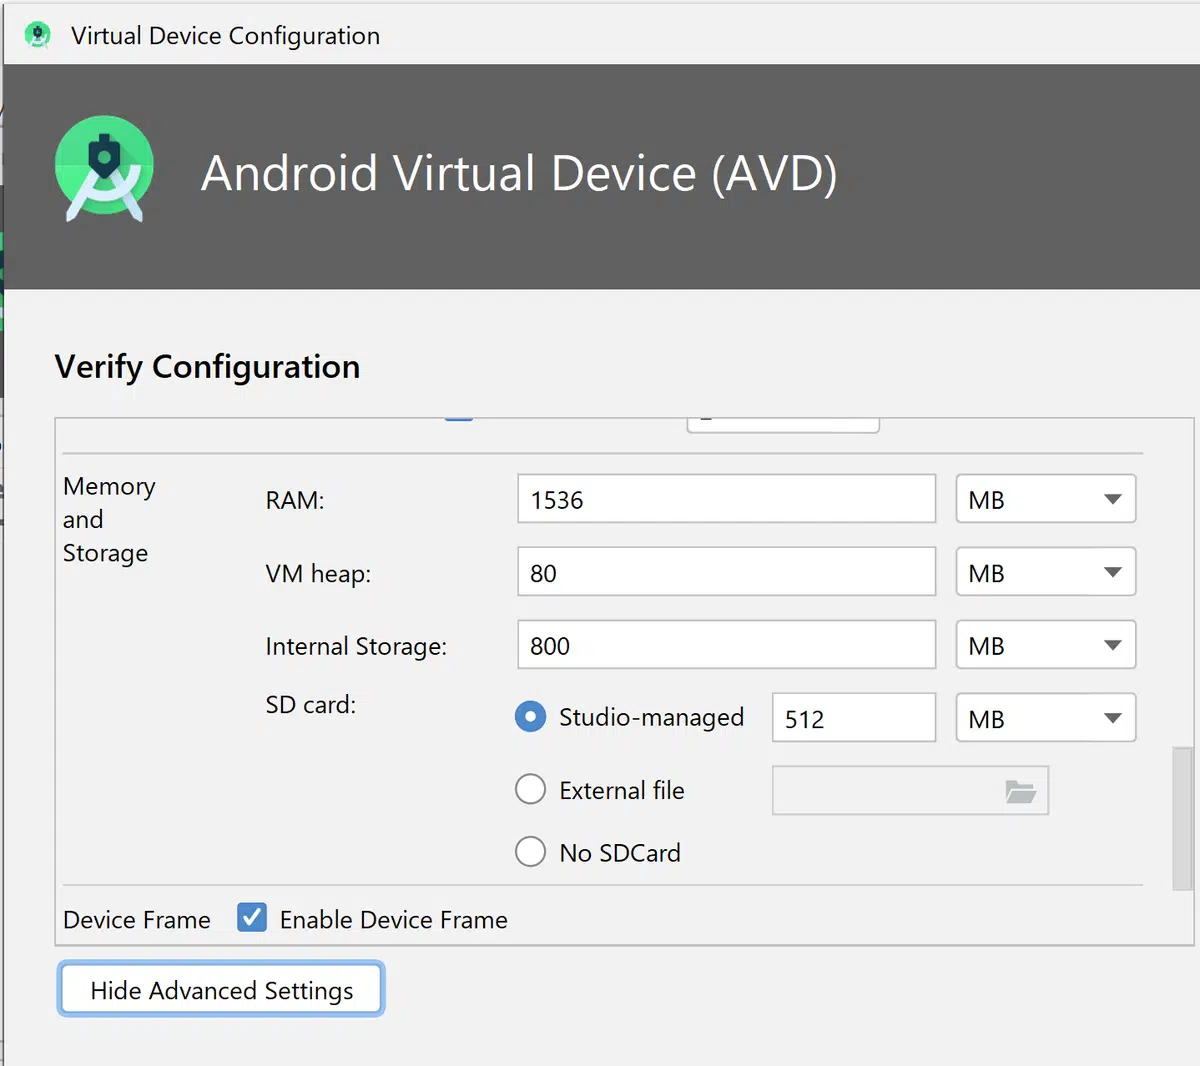 Virtual Device Configuration
Android Virtual Device (AVD)
Verify Configuration
Memory
and
Storage
RAM:
1536
MB
VM heap:
80
MB
Internal Storage:
800
MB
SD card:
Studio-managed
512
MB
External file
No SDCard
Device Frame
Enable Device Frame
Hide Advanced Settings